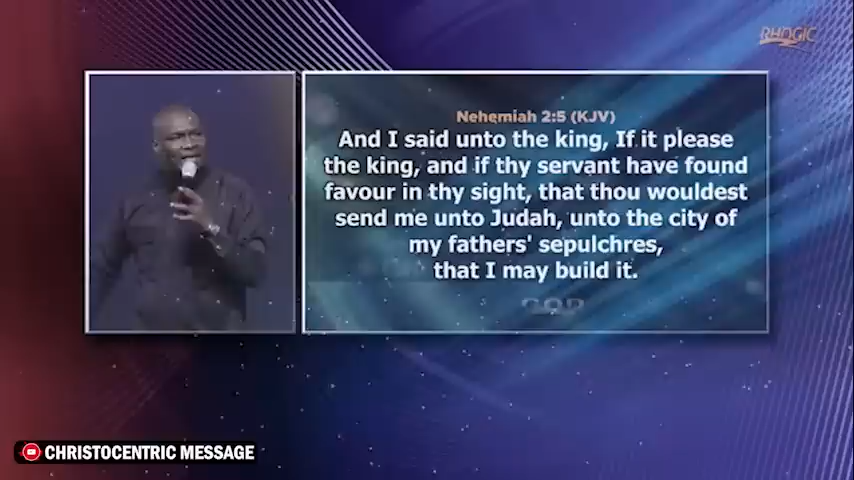 RHOGIC
Nehemiah 2:5 (KJV)
And I said unto the king, If it please
the king, and if thy servant have found
favour in thy sight, that thou wouldest
send me unto Judah, unto the city of
my fathers' sepulchres,
that I may build it.
CHRISTOCENTRIC MESSAGE